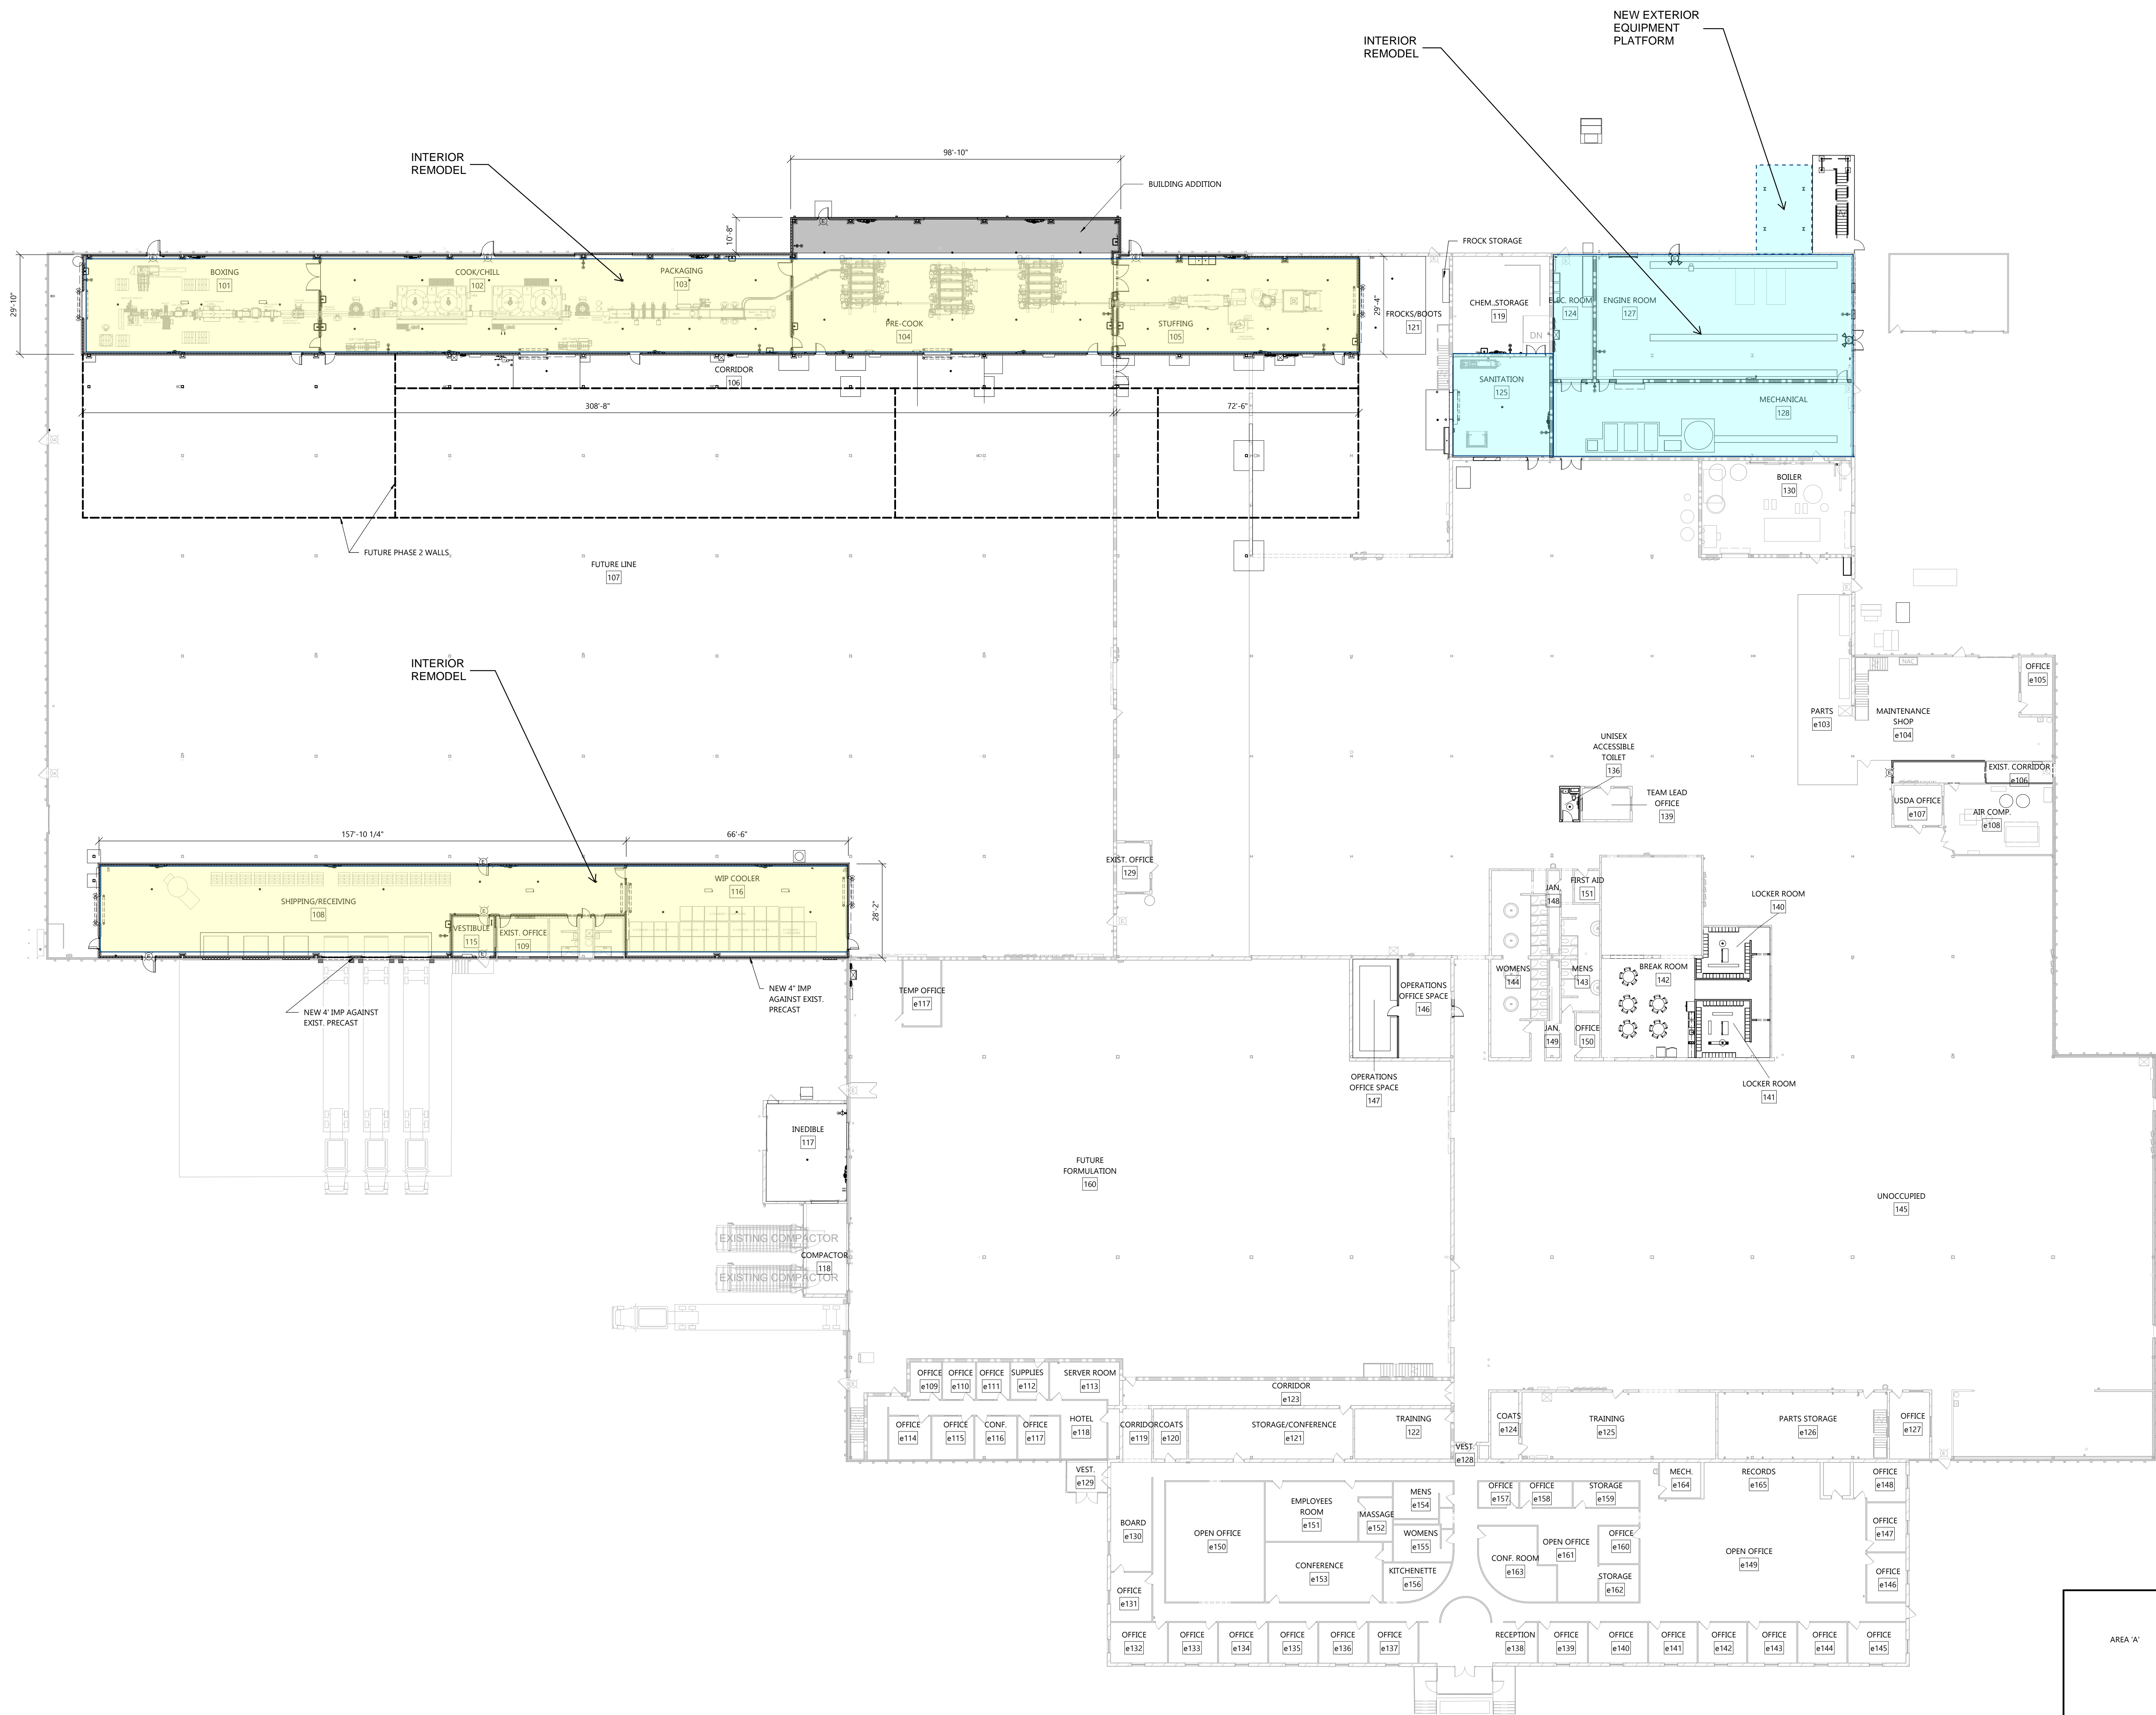 NEW EXTERIOR
EQUIPMENT
PLATFORM
INTERIOR
REMODEL
INTERIOR
REMODEL
98'-10"
BUILDING ADDITION
10'-8"
FROCK STORAGE
29'-10"
BOXING
101
COOK/CHILL
102
PACKAGING
103
PRE-COOK
104
STUFFING
105
29'-4"
FROCKS/BOOTS
121
CHEM. STORAGE
119
DN
ELEC. ROOM
124
ENGINE ROOM
127
CORRIDOR
106
SANITATION
125
MECHANICAL
128
308'-8"
72'-6"
BOILER
130
FUTURE PHASE 2 WALLS
FUTURE LINE
107
INTERIOR
REMODEL
NAC
OFFICE
e105
PARTS
e103
MAINTENANCE
SHOP
e104
UNISEX
ACCESSIBLE
TOILET
136
EXIST. CORRIDOR
e106
TEAM LEAD
OFFICE
139
USDA OFFICE
e107
AIR COMP.
e108
157'-10 1/4"
66'-6"
EXIST. OFFICE
129
WIP COOLER
116
SHIPPING/RECEIVING
108
28'-2"
VESTIBULE
115
EXIST. OFFICE
109
JAN.
148
FIRST AID
151
LOCKER ROOM
140
NEW 4" IMP
AGAINST EXIST.
PRECAST
NEW 4' IMP AGAINST
EXIST. PRECAST
TEMP OFFICE
e117
OPERATIONS
OFFICE SPACE
146
WOMENS
144
MENS
143
BREAK ROOM
142
JAN.
149
OFFICE
150
OPERATIONS
OFFICE SPACE
147
LOCKER ROOM
141
INEDIBLE
117
FUTURE
FORMULATION
160
UNOCCUPIED
145
EXISTING COMPACTOR
COMPACTOR
118
EXISTING COMPACTOR
OFFICE
e109
OFFICE
e110
OFFICE
e111
SUPPLIES
e112
SERVER ROOM
e113
CORRIDOR
e123
OFFICE
e114
OFFICE
e115
CONF.
e116
OFFICE
e117
HOTEL
e118
CORRIDOR
e119
COATS
e120
STORAGE/CONFERENCE
e121
TRAINING
122
COATS
e124
TRAINING
e125
PARTS STORAGE
e126
OFFICE
e127
VEST.
e128
VEST.
e129
MECH.
e164
RECORDS
e165
OFFICE
e148
BOARD
e130
OPEN OFFICE
e150
EMPLOYEES
ROOM
e151
MASSAGE
e152
MENS
e154
WOMENS
e155
OFFICE
e157
OFFICE
e158
STORAGE
e159
OFFICE
e147
OPEN OFFICE
e161
OFFICE
e160
OPEN OFFICE
e149
CONFERENCE
e153
KITCHENETTE
e156
CONF. ROOM
e163
STORAGE
e162
OFFICE
e146
OFFICE
e131
OFFICE
e132
OFFICE
e133
OFFICE
e134
OFFICE
e135
OFFICE
e136
OFFICE
e137
RECEPTION
e138
OFFICE
e139
OFFICE
e140
OFFICE
e141
OFFICE
e142
OFFICE
e143
OFFICE
e144
OFFICE
e145
AREA 'A'